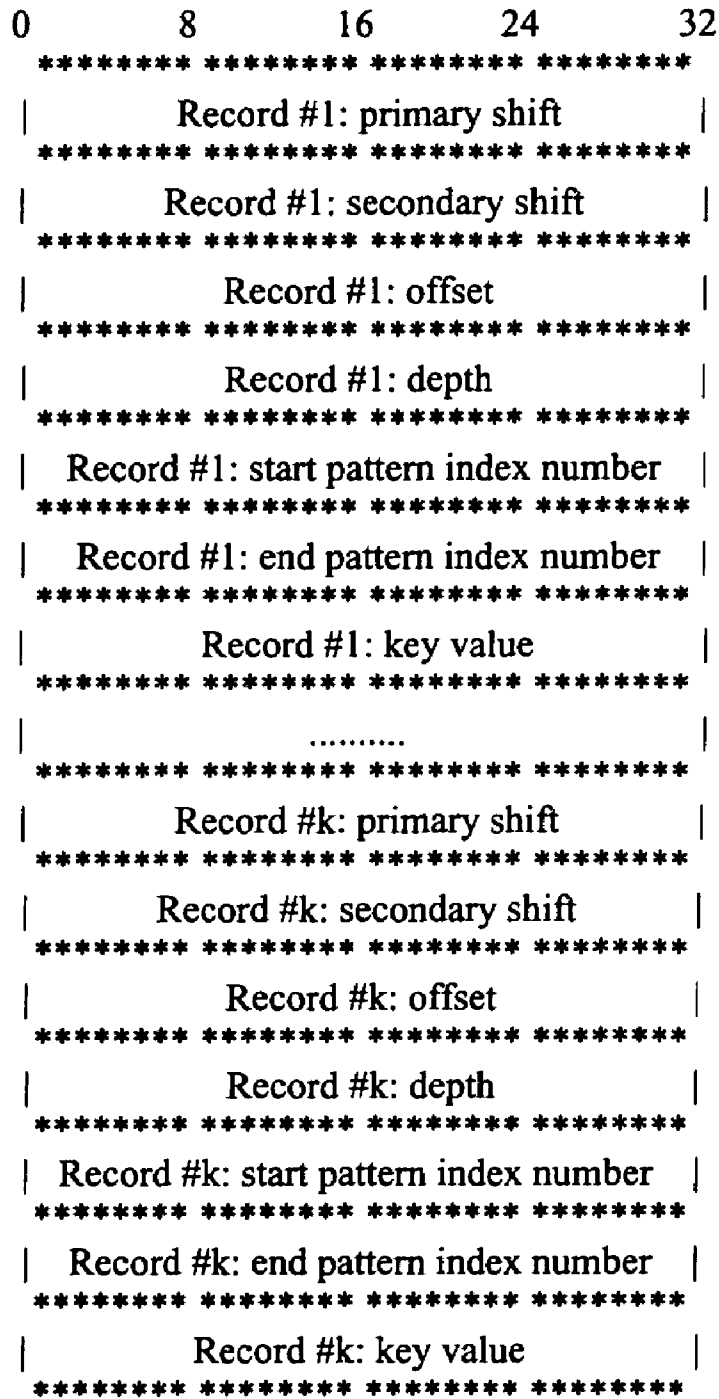 0 8 16 24 32
******** ******** ******** ********
| Record #1: primary shift |
******** ******** ******** ********
| Record #1: secondary shift |
******** ******** ******** ********
| Record #1: offset |
******** ******** ******** ********
| Record #1: depth |
******** ******** ******** ********
| Record #1: start pattern index number |
******** ******** ******** ********
| Record #1: end pattern index number |
******** ******** ******** ********
| Record #1: key value |
******** ******** ******** ********
| .......... |
******** ******** ******** ********
| Record #k: primary shift |
******** ******** ******** ********
| Record #k: secondary shift |
******** ******** ******** ********
| Record #k: offset |
******** ******** ******** ********
| Record #k: depth |
******** ******** ******** ********
| Record #k: start pattern index number |
******** ******** ******** ********
| Record #k: end pattern index number |
******** ******** ******** ********
| Record #k: key value |
******** ******** ******** ********